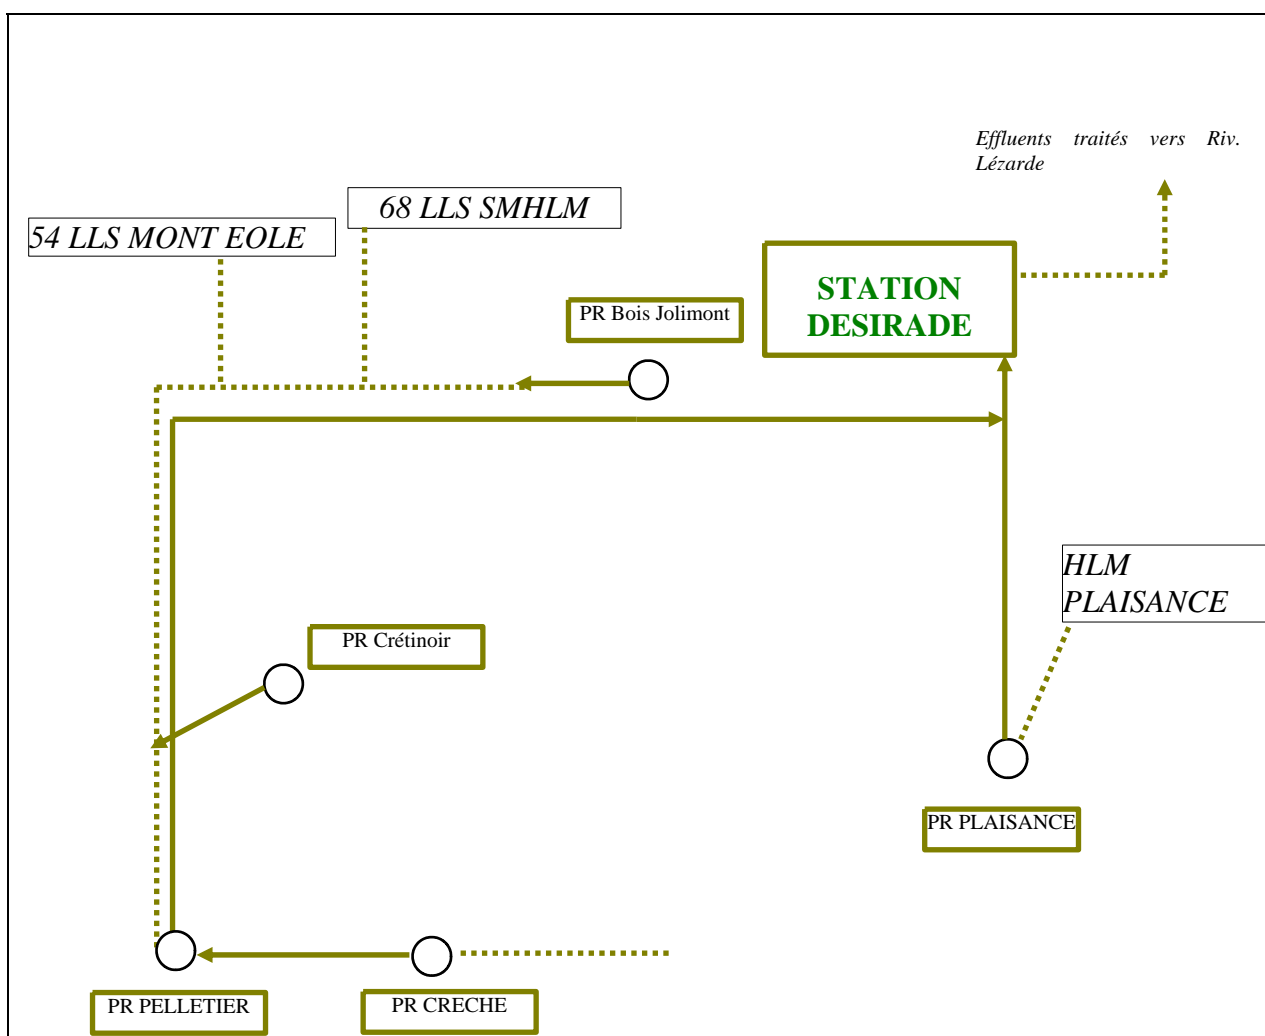 Effluents traités vers Riv.
Lézarde
68 LLS SMHLM
54 LLS MONT EOLE
STATION
DESIRADE
PR Bois Jolimont
HLM
PLAISANCE
PR Crétinoir
PR PLAISANCE
PR PELLETIER
PR CRECHE